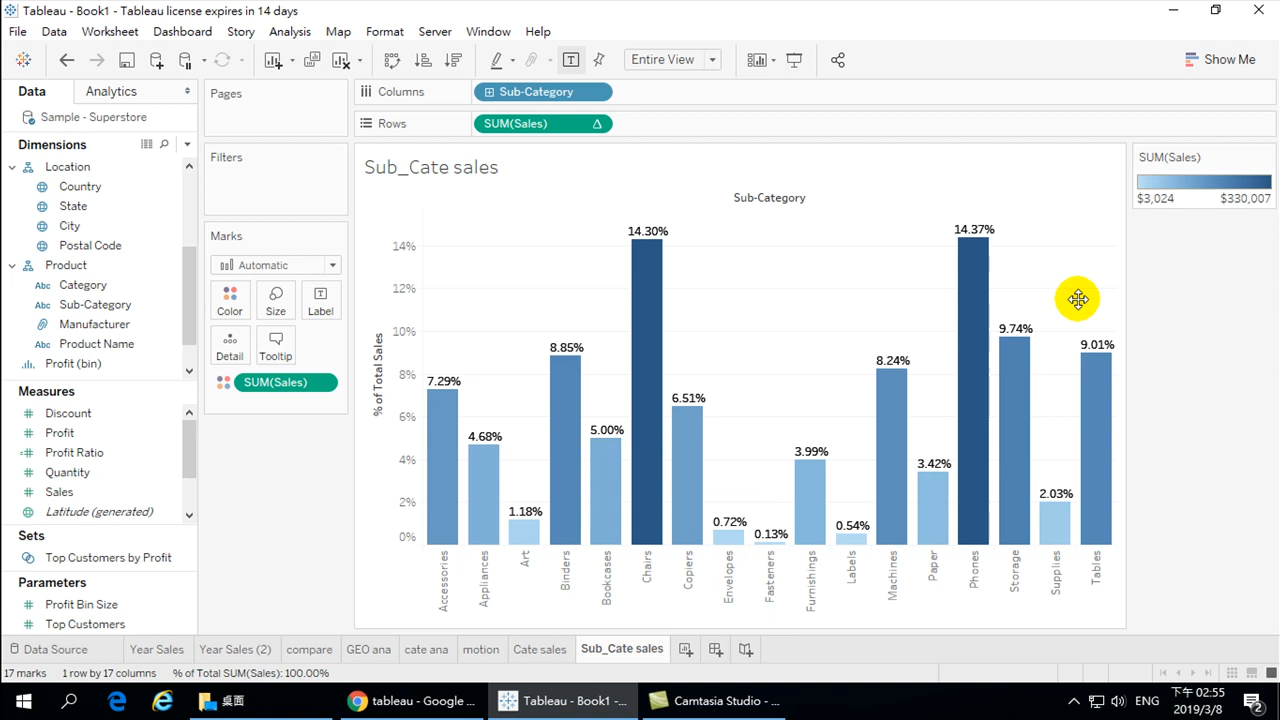 Tableau - Book1 - Tableau license expires in 14 days
File Data Worksheet Dashboard Story Analysis Map Format Server Window Help
Entire View
Show Me
Data Analytics
Sample - Superstore
Dimensions
Location
Country
State
City
Postal Code
Product
Abc Category
Abc Sub-Category
Manufacturer
Abc Product Name
Profit (bin)
Measures
Discount
Profit
Profit Ratio
Quantity
Sales
Latitude (generated)
Sets
Top Customers by Profit
Parameters
Profit Bin Size
Top Customers
Pages
Filters
Marks
Automatic
Color Size Label
Detail Tooltip
SUM(Sales)
Columns Sub-Category
Rows SUM(Sales)
Sub_Cate sales
Sub-Category
% of Total Sales
14%
12%
10%
8%
6%
4%
2%
0%
7.29%
4.68%
1.18%
8.85%
5.00%
14.30%
6.51%
0.72%
0.13%
3.99%
0.54%
8.24%
3.42%
14.37%
9.74%
2.03%
9.01%
Accessories
Appliances
Art
Binders
Bookcases
Chairs
Copiers
Envelopes
Fasteners
Furnishings
Labels
Machines
Paper
Phones
Storage
Supplies
Tables
SUM(Sales)
$3,024 $330,007
Data Source Year Sales Year Sales (2) compare GEO ana cate ana motion Cate sales Sub_Cate sales
17 marks 1 row by 17 columns % of Total SUM(Sales): 100.00%
桌面 tableau - Google ... Tableau - Book1 -... Camtasia Studio - ...
ENG
下午 02:55
2019/3/8
2